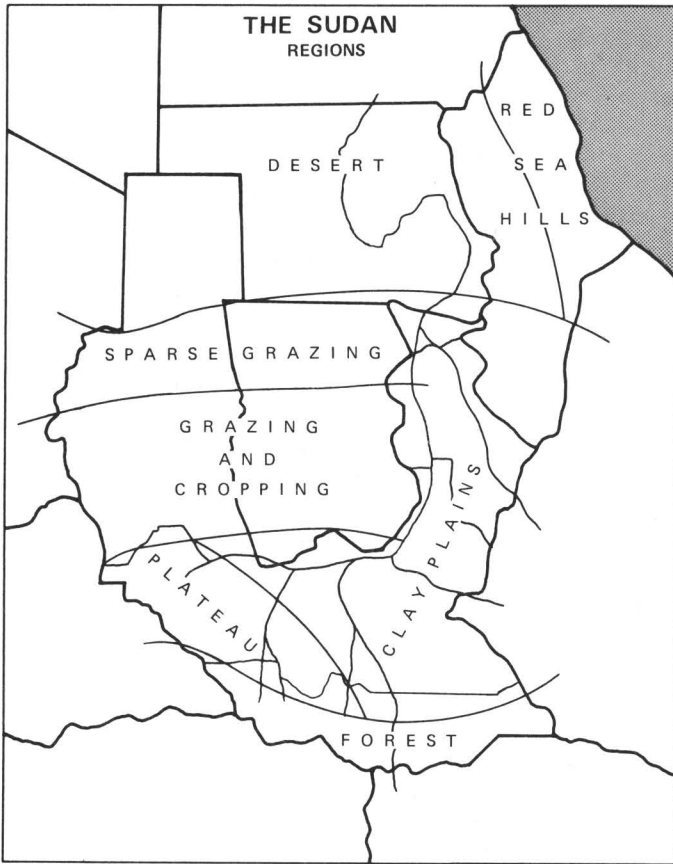 THE SUDAN
REGIONS
RED
SEA
HILLS
DESERT
SPARSE GRAZING
GRAZING
AND
CROPPING
CLAY PLAINS
PLATEAU
FOREST